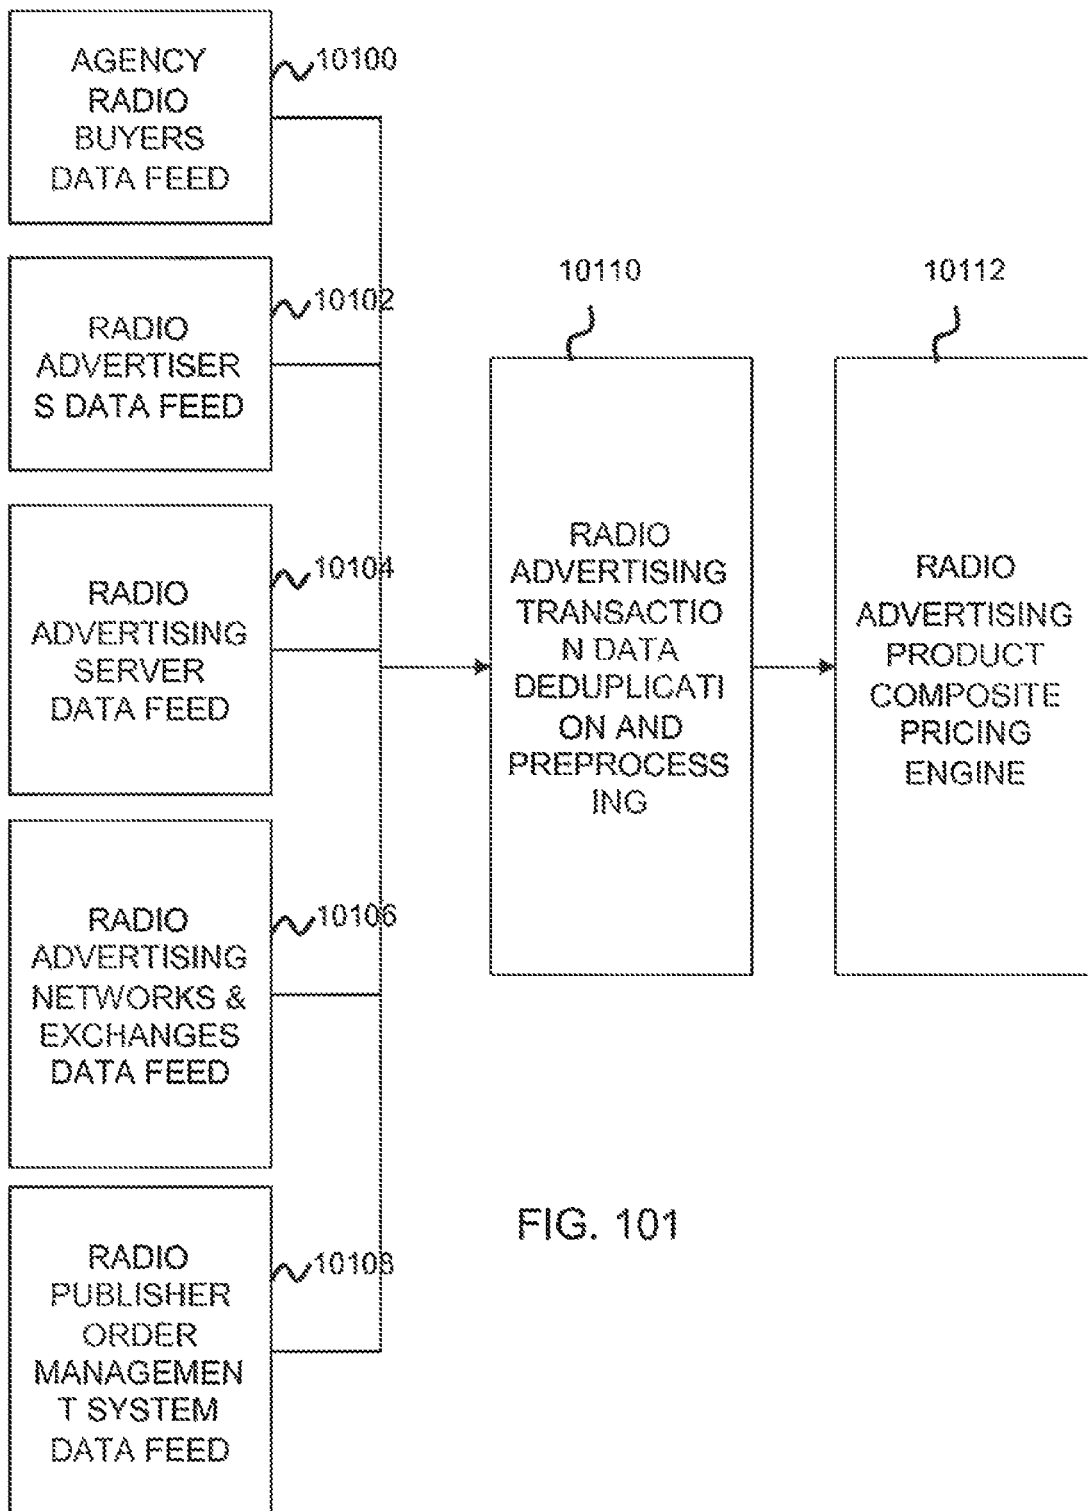 AGENCY
RADIO
BUYERS
DATA FEED
10100
RADIO
ADVERTISER
S DATA FEED
10102
RADIO
ADVERTISING
SERVER
DATA FEED
10104
RADIO
ADVERTISING
NETWORKS &
EXCHANGES
DATA FEED
10106
RADIO
PUBLISHER
ORDER
MANAGEMEN
T SYSTEM
DATA FEED
10108
10110
RADIO
ADVERTISING
TRANSACTIO
N DATA
DEDUPLICATI
ON AND
PREPROCESS
ING
10112
RADIO
ADVERTISING
PRODUCT
COMPOSITE
PRICING
ENGINE
FIG. 101